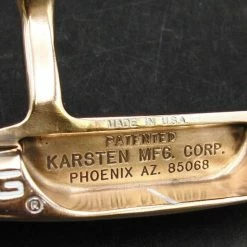 MADE IN U.S.A.
PATENTED
KARSTEN MFG. CORP.
PHOENIX AZ. 85068
G
®